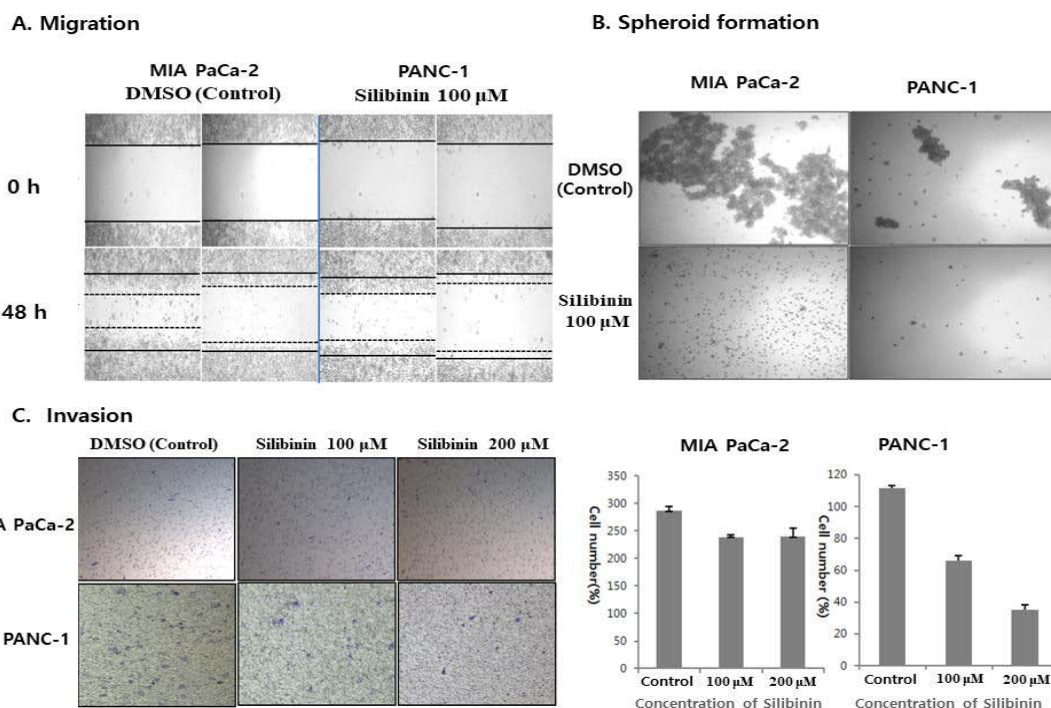 A. Migration
MIA PaCa-2
DMSO (Control)
PANC-1
Silibinin 100 μM
0 h
48 h
B. Spheroid formation
MIA PaCa-2
PANC-1
DMSO
(Control)
Silibinin
100 μM
C. Invasion
DMSO (Control)
Silibinin 100 μM
Silibinin 200 μM
A PaCa-2
PANC-1
MIA PaCa-2
Cell number(%)
350
300
250
200
150
100
50
0
Control
100 μM
200 μM
Concentration of Silibinin
PANC-1
Cell number (%)
120
100
80
60
40
20
0
Control
100 μM
200 μM
Concentration of Silibinin